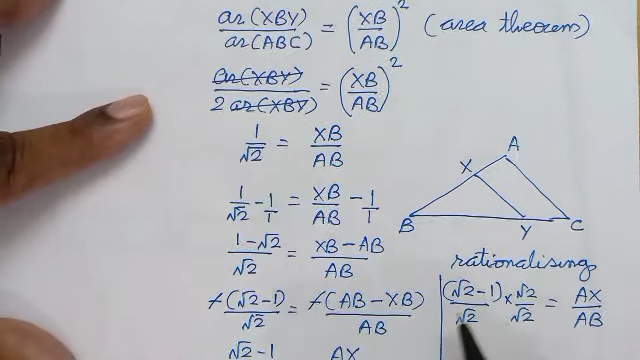 ar(XBY)/ar(ABC) = (XB/AB)² (area theorem)
ar(XBY)/2 ar(XBY) = (XB/AB)²
1/√2 = XB/AB
1/√2 - 1/1 = XB/AB - 1/1
(1-√2)/√2 = (XB-AB)/AB
-(√2-1)/√2 = -(AB-XB)/AB
√2-1 AX
A
X
B
Y
C
rationalising
(√2-1)/√2 × √2/√2 = AX/AB